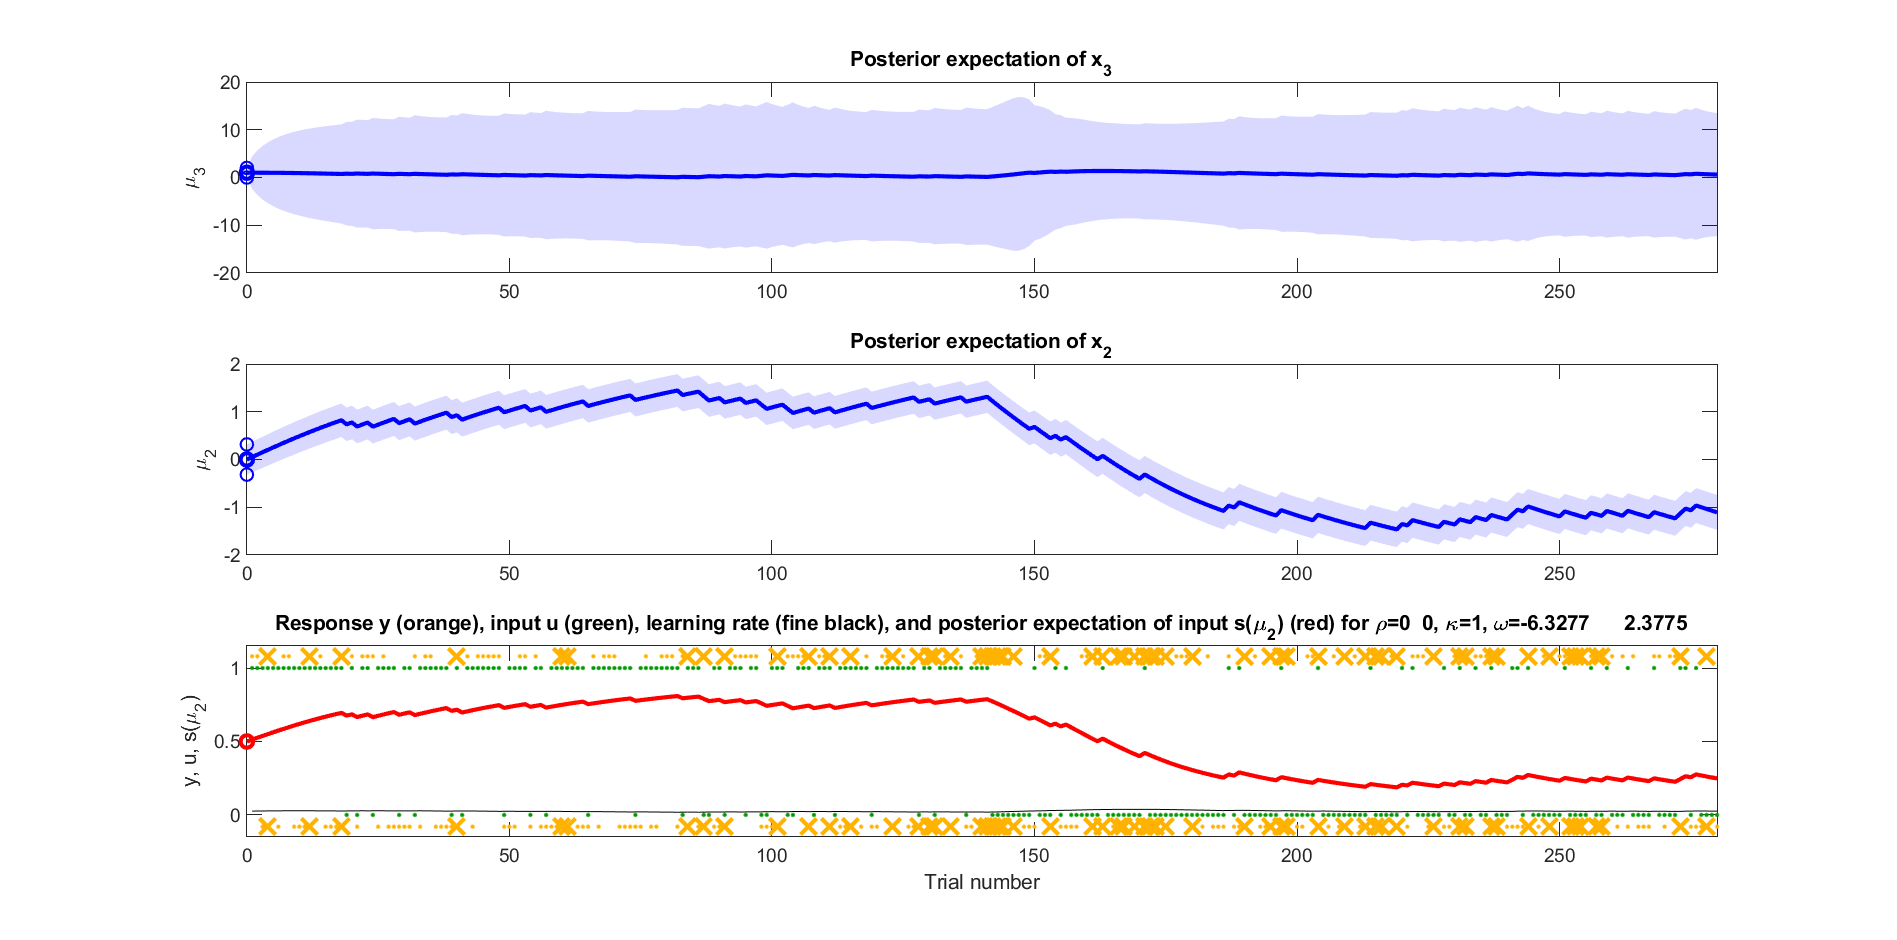 Posterior expectation of x3
20
10
0
-10
-20
μ3
0 50 100 150 200 250
Posterior expectation of x2
2
1
0
-1
-2
μ2
0 50 100 150 200 250
Response y (orange), input u (green), learning rate (fine black), and posterior expectation of input s(μ2) (red) for ρ=0 0, κ=1, ω=-6.3277 2.3775
1
0.5
0
y, u, s(μ2)
0 50 100 150 200 250
Trial number